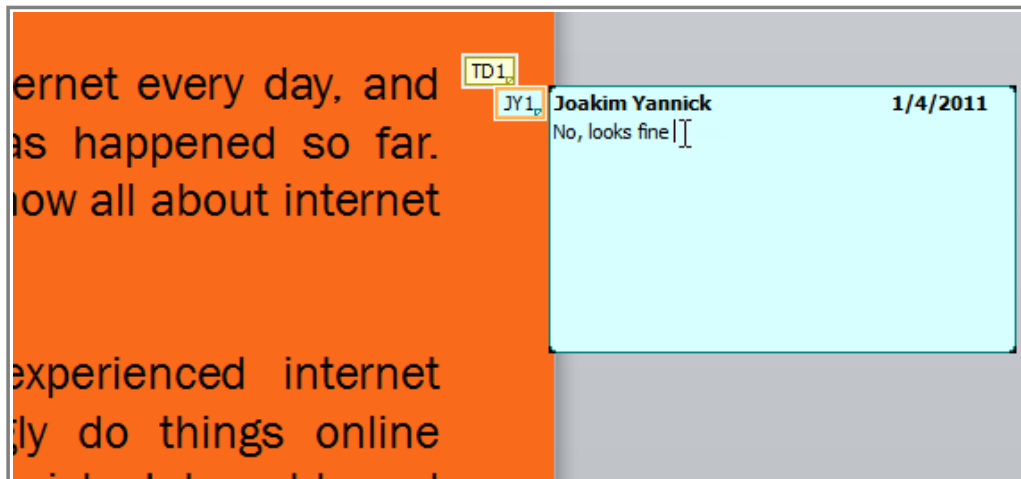 TD1
ernet every day, and
JY1
Joakim Yannick 1/4/2011
No, looks fine
as happened so far.
now all about internet
experienced internet
gly do things online